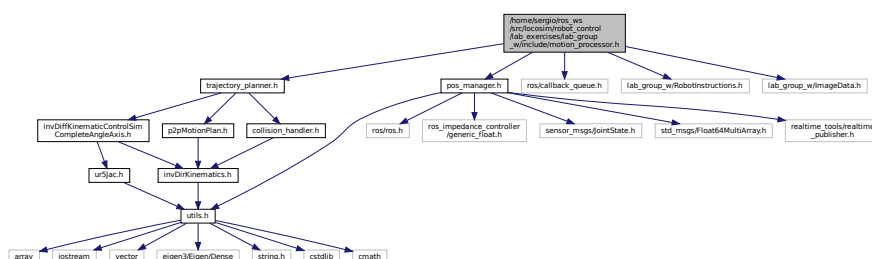 /home/sergio/ros_ws
/src/locosim/robot_control
/lab_exercises/lab_group
_w/include/motion_processor.h
trajectory_planner.h
pos_manager.h
ros/callback_queue.h
lab_group_w/RobotInstructions.h
lab_group_w/ImageData.h
invDiffKinematicControlSim
CompleteAngleAxis.h
p2pMotionPlan.h
collision_handler.h
ros/ros.h
ros_impedance_controller
/generic_float.h
sensor_msgs/JointState.h
std_msgs/Float64MultiArray.h
realtime_tools/realtime
_publisher.h
ur5Jac.h
invDirKinematics.h
utils.h
array
iostream
vector
eigen3/Eigen/Dense
string.h
cstdlib
cmath